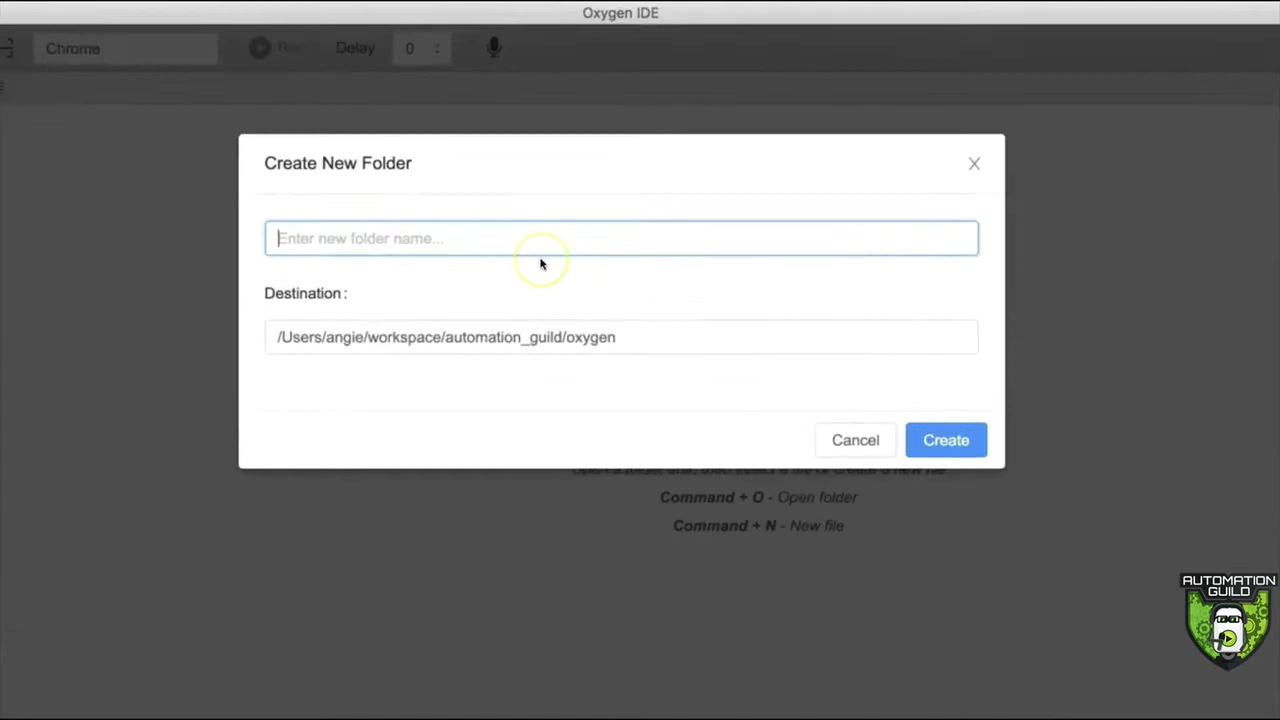 Oxygen IDE
Chrome
Run
Delay
0
Create New Folder
Enter new folder name...
Destination :
/Users/angie/workspace/automation_guild/oxygen
Cancel
Create
Command + O - Open folder
Command + N - New file
AUTOMATION
GUILD